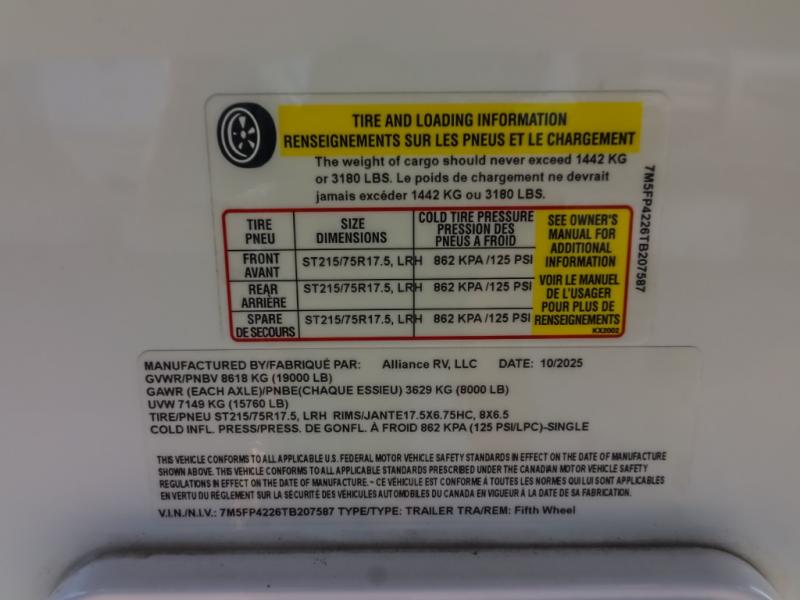 TIRE AND LOADING INFORMATION
RENSEIGNEMENTS SUR LES PNEUS ET LE CHARGEMENT
The weight of cargo should never exceed 1442 KG
or 3180 LBS. Le poids de chargement ne devrait
jamais excéder 1442 KG ou 3180 LBS.
7M5FP4226TB207587
TIRE
PNEU
SIZE
DIMENSIONS
COLD TIRE PRESSURE
PRESSION DES
PNEUS A FROID
SEE OWNER'S
MANUAL FOR
ADDITIONAL
INFORMATION
VOIR LE MANUEL
DE L'USAGER
POUR PLUS DE
RENSEIGNEMENTS
KX2002
FRONT
AVANT
ST215/75R17.5, LRH
862 KPA /125 PSI
REAR
ARRIÈRE
ST215/75R17.5, LRH
862 KPA /125 PSI
SPARE
DE SECOURS
ST215/75R17.5, LRH
862 KPA /125 PSI
MANUFACTURED BY/FABRIQUÉ PAR: Alliance RV, LLC DATE: 10/2025
GVWR/PNBV 8618 KG (19000 LB)
GAWR (EACH AXLE)/PNBE(CHAQUE ESSIEU) 3629 KG (8000 LB)
UVW 7149 KG (15760 LB)
TIRE/PNEU ST215/75R17.5, LRH RIMS/JANTE17.5X6.75HC, 8X6.5
COLD INFL. PRESS/PRESS. DE GONFL. À FROID 862 KPA (125 PSI/LPC)-SINGLE
THIS VEHICLE CONFORMS TO ALL APPLICABLE U.S. FEDERAL MOTOR VEHICLE SAFETY STANDARDS IN EFFECT ON THE DATE OF MANUFACTURE
SHOWN ABOVE. THIS VEHICLE CONFORMS TO ALL APPLICABLE STANDARDS PRESCRIBED UNDER THE CANADIAN MOTOR VEHICLE SAFETY
REGULATIONS IN EFFECT ON THE DATE OF MANUFACTURE. – CE VÉHICULE EST CONFORME À TOUTES LES NORMES QUI LUI SONT APPLICABLES
EN VERTU DU RÈGLEMENT SUR LA SÉCURITÉ DES VÉHICULES AUTOMOBILES DU CANADA EN VIGUEUR À LA DATE DE SA FABRICATION.
V.I.N./N.I.V.: 7M5FP4226TB207587 TYPE/TYPE: TRAILER TRA/REM: Fifth Wheel